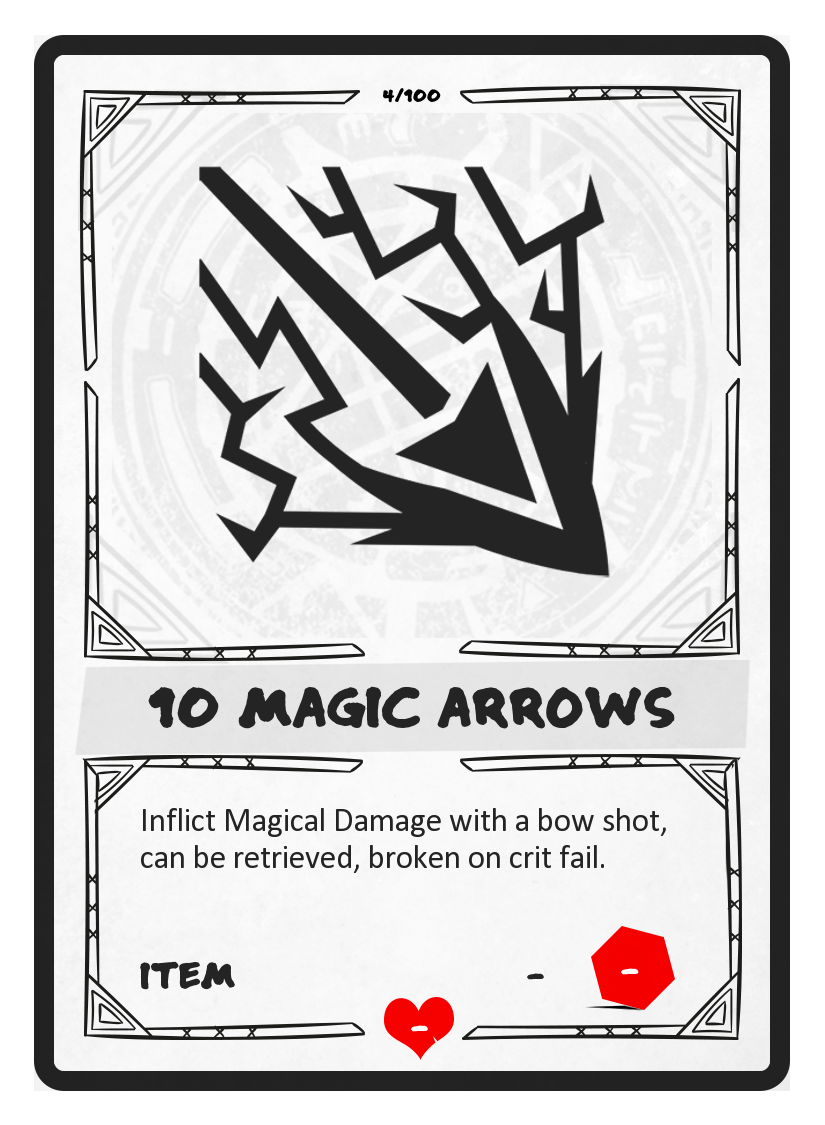 4/100
10 MAGIC ARROWS
Inflict Magical Damage with a bow shot,
can be retrieved, broken on crit fail.
ITEM - -
-